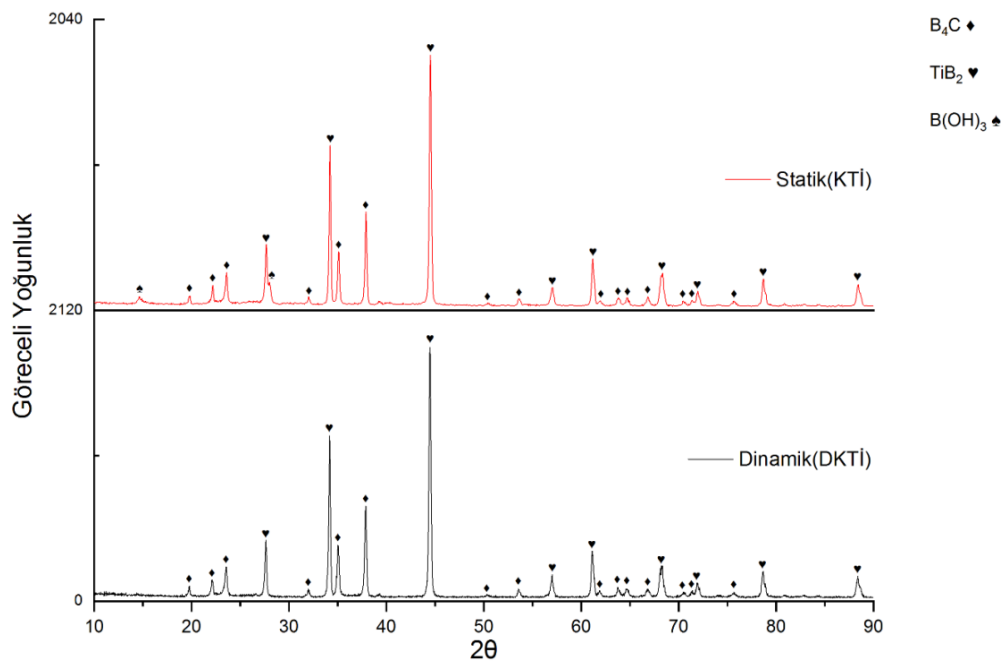 2040
B₄C ♦
TiB₂ ♥
B(OH)₃ ♠
Statik(KTİ)
Göreceli Yoğunluk
2120
Dinamik(DKTİ)
0
10 20 30 40 50 60 70 80 90
2θ